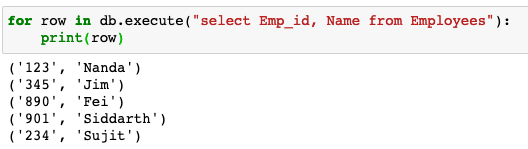 for row in db.execute("select Emp_id, Name from Employees"):
    print(row)
('123', 'Nanda')
('345', 'Jim')
('890', 'Fei')
('901', 'Siddarth')
('234', 'Sujit')